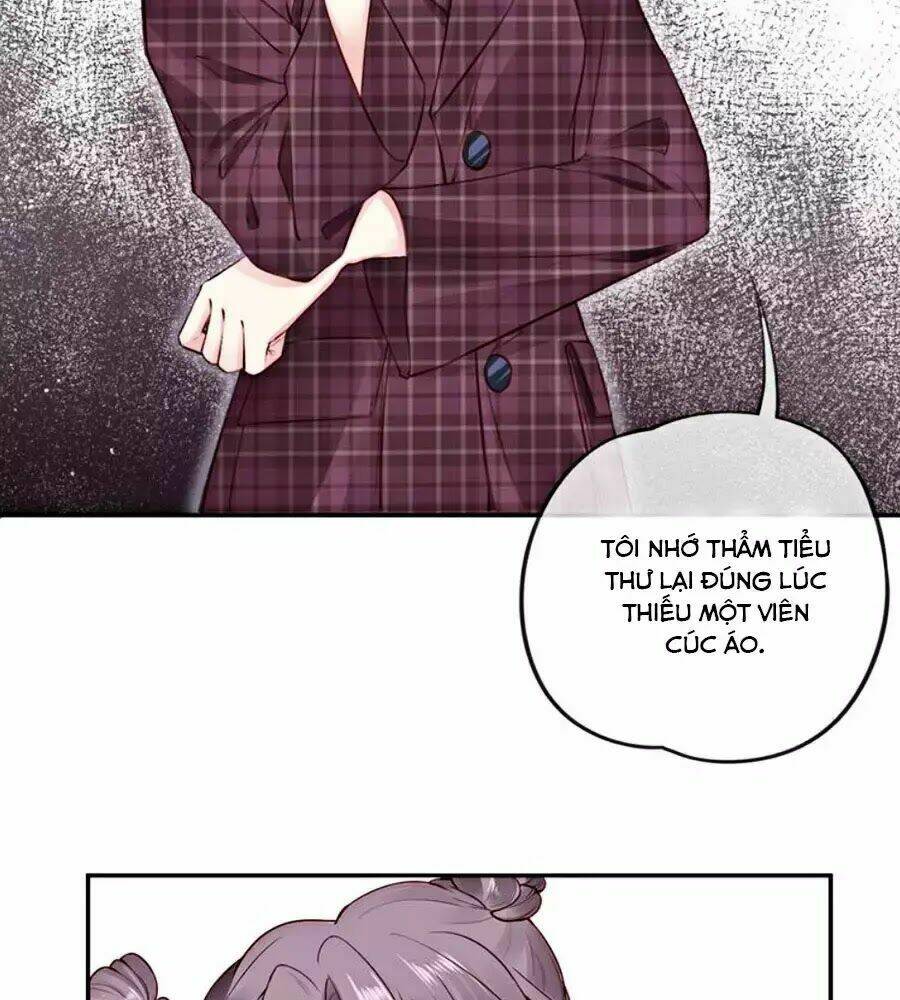 TÔI NHỚ THẨM TIỂU
THƯ LẠI ĐÚNG LÚC
THIẾU MỘT VIÊN
CÚC ÁO.